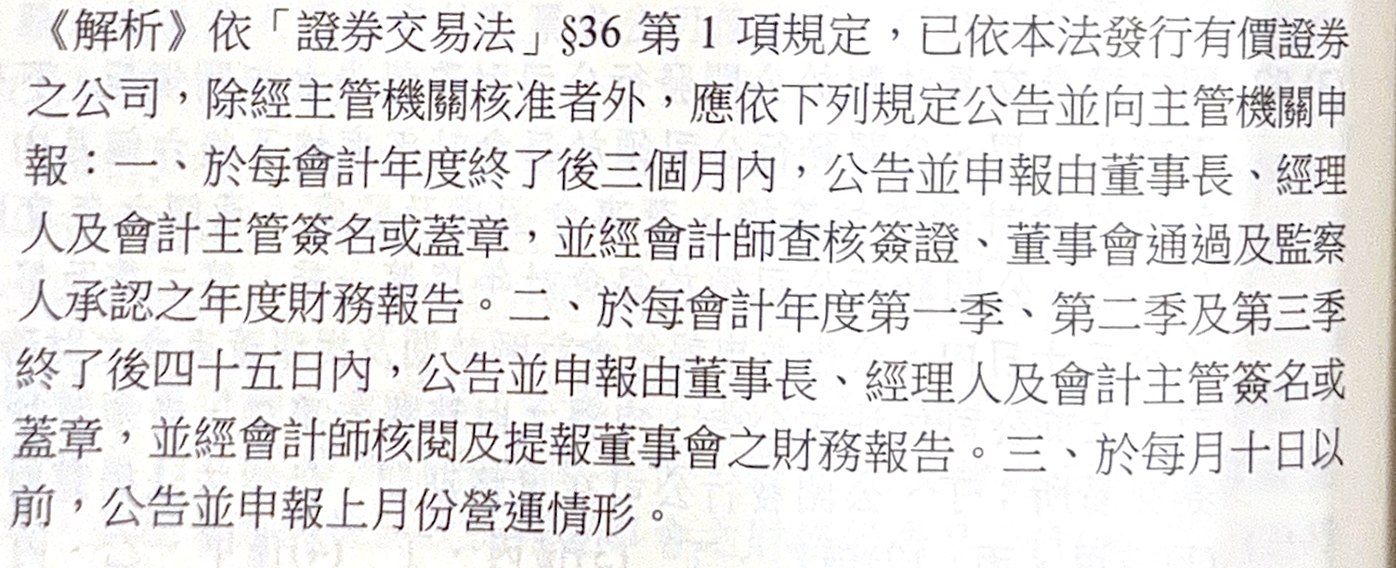 《解析》依「證券交易法」§36 第 1 項規定，已依本法發行有價證券
之公司，除經主管機關核准者外，應依下列規定公告並向主管機關申
報：一、於每會計年度終了後三個月內，公告並申報由董事長、經理
人及會計主管簽名或蓋章，並經會計師查核簽證、董事會通過及監察
人承認之年度財務報告。二、於每會計年度第一季、第二季及第三季
終了後四十五日內，公告並申報由董事長、經理人及會計主管簽名或
蓋章，並經會計師核閱及提報董事會之財務報告。三、於每月十日以
前，公告並申報上月份營運情形。